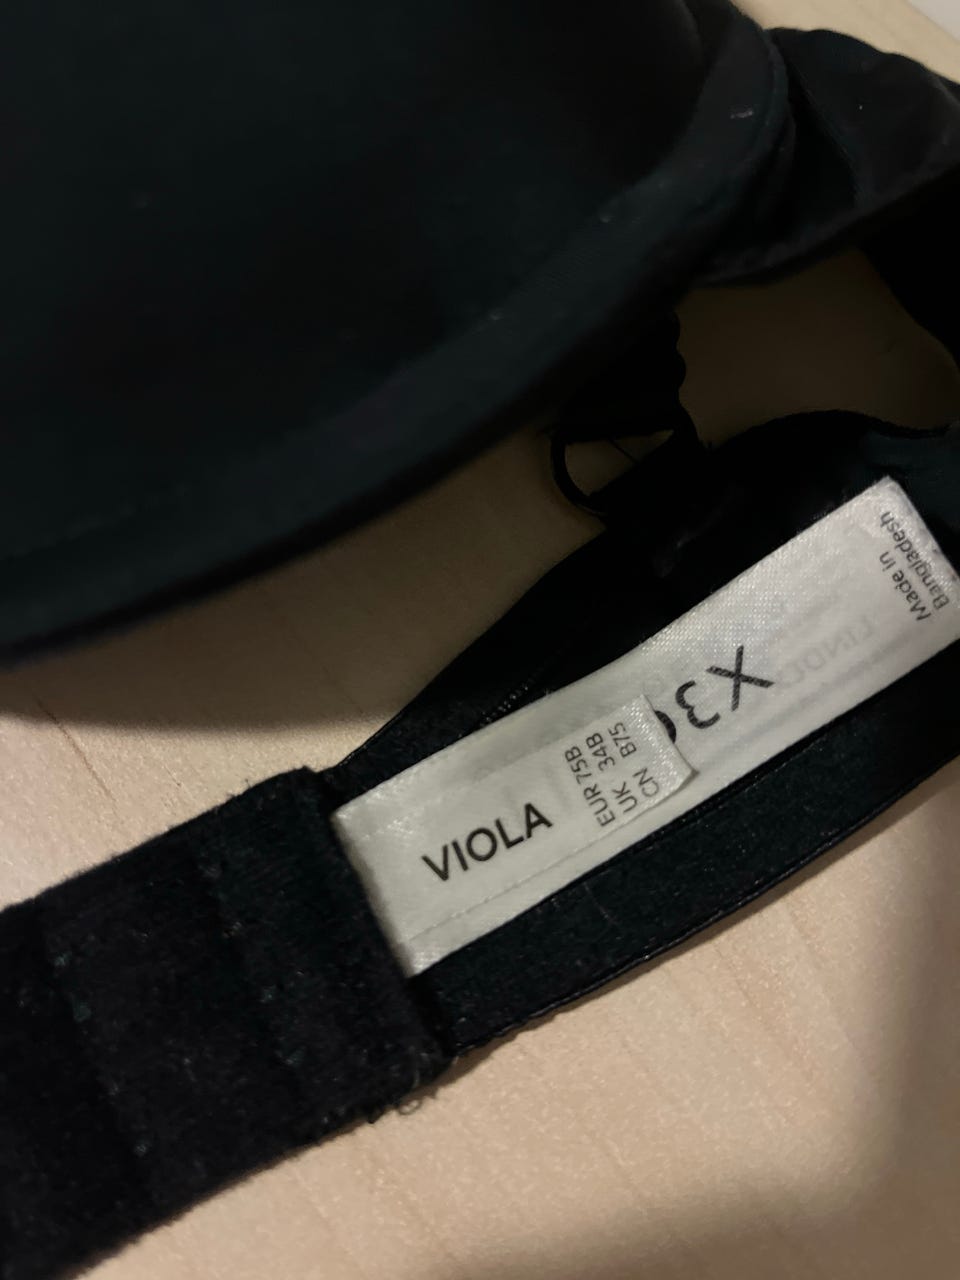 VIOLA
EUR 75B
UK 34B
CN B75
Made in
Bangladesh